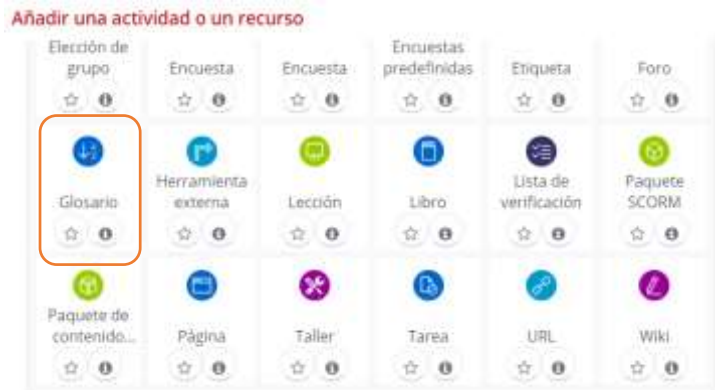 Añadir una actividad o un recurso
Elección de
grupo
Encuesta
Encuesta
Encuestas
predefinidas
Etiqueta
Foro
Glosario
Herramienta
externa
Lección
Libro
Lista de
verificación
Paquete
SCORM
Paquete de
contenido...
Página
Taller
Tarea
URL
Wiki